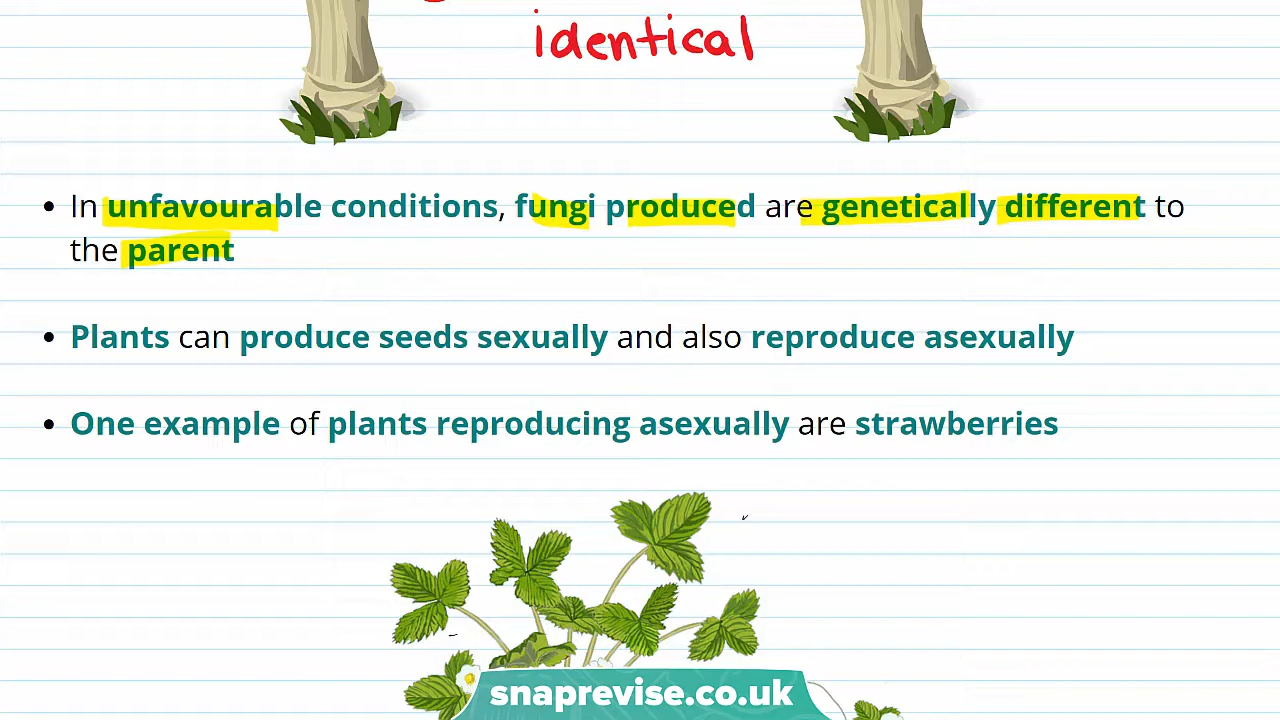 identical
• In unfavourable conditions, fungi produced are genetically different to
the parent
• Plants can produce seeds sexually and also reproduce asexually
• One example of plants reproducing asexually are strawberries
snaprevise.co.uk